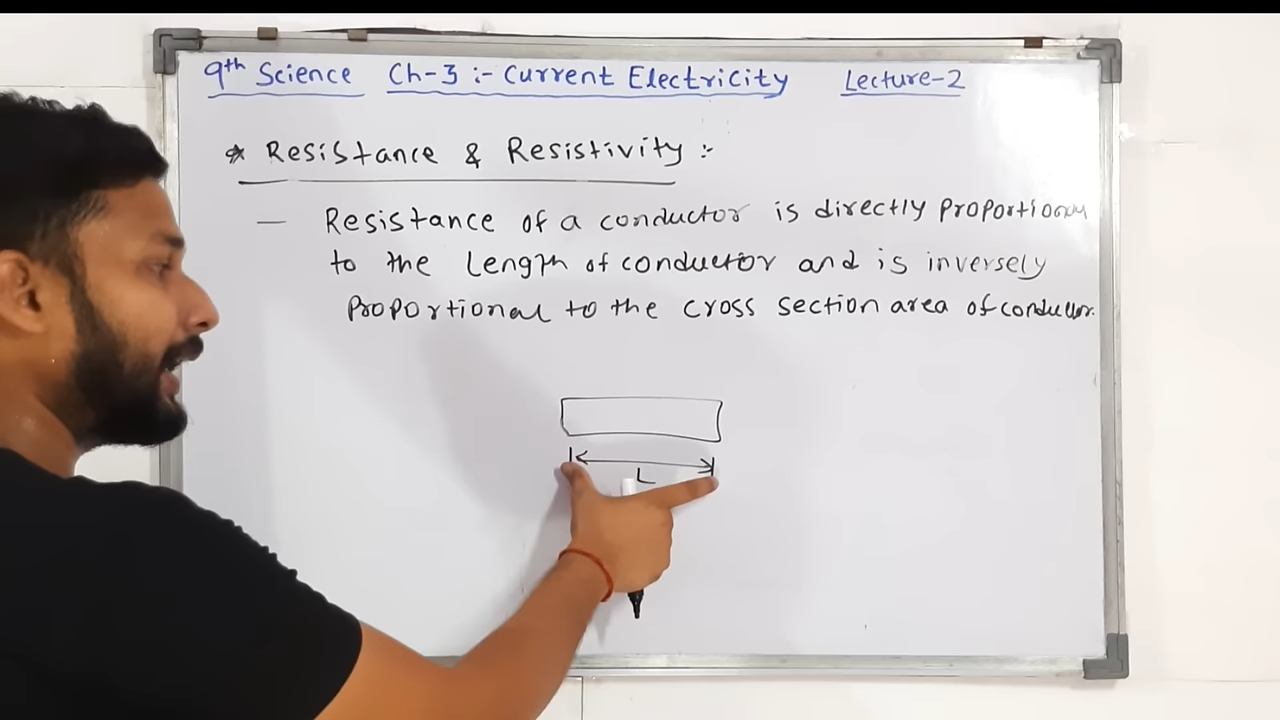 9th Science Ch-3 :- Current Electricity Lecture-2
* Resistance & Resistivity :-
— Resistance of a conductor is directly proportional
to the Length of conductor and is inversely
proportional to the cross section area of conductor.
L